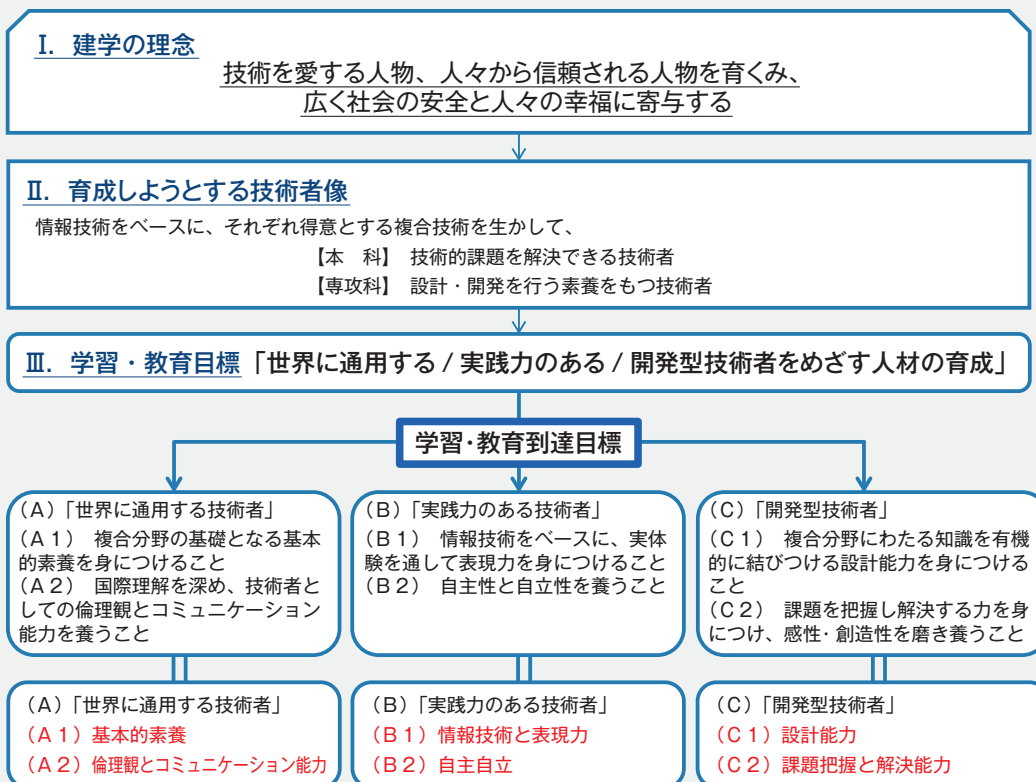 Ⅰ. 建学の理念
技術を愛する人物、人々から信頼される人物を育くみ、
広く社会の安全と人々の幸福に寄与する
Ⅱ. 育成しようとする技術者像
情報技術をベースに、それぞれ得意とする複合技術を生かして、
【本　科】 技術的課題を解決できる技術者
【専攻科】 設計・開発を行う素養をもつ技術者
Ⅲ. 学習・教育目標「世界に通用する / 実践力のある / 開発型技術者をめざす人材の育成」
学習・教育到達目標
(A)「世界に通用する技術者」
(A1) 複合分野の基礎となる基本
的素養を身につけること
(A2) 国際理解を深め、技術者と
しての倫理観とコミュニケーション
能力を養うこと
(B)「実践力のある技術者」
(B1) 情報技術をベースに、実体
験を通して表現力を身につけること
(B2) 自主性と自立性を養うこと
(C)「開発型技術者」
(C1) 複合分野にわたる知識を有機
的に結びつける設計能力を身につける
こと
(C2) 課題を把握し解決する力を身
につけ、感性・創造性を磨き養うこと
(A)「世界に通用する技術者」
(A1)基本的素養
(A2)倫理観とコミュニケーション能力
(B)「実践力のある技術者」
(B1)情報技術と表現力
(B2)自主自立
(C)「開発型技術者」
(C1)設計能力
(C2)課題把握と解決能力